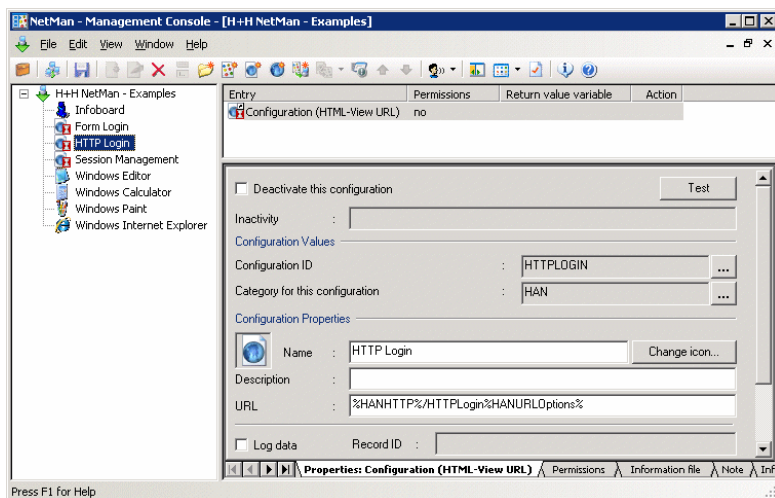 NetMan - Management Console - [H+H NetMan - Examples]
File Edit View Window Help
H+H NetMan - Examples
Infoboard
Form Login
HTTP Login
Session Management
Windows Editor
Windows Calculator
Windows Paint
Windows Internet Explorer
Entry Permissions Return value variable Action
Configuration (HTML-View URL) no
Deactivate this configuration Test
Inactivity :
Configuration Values
Configuration ID : HTTPLOGIN ...
Category for this configuration : HAN ...
Configuration Properties
Name : HTTP Login Change icon...
Description :
URL : %HANHTTP%/HTTPLogin%HANURLOptions%
Log data Record ID :
Properties: Configuration (HTML-View URL) Permissions Information file Note Inf
Press F1 for Help